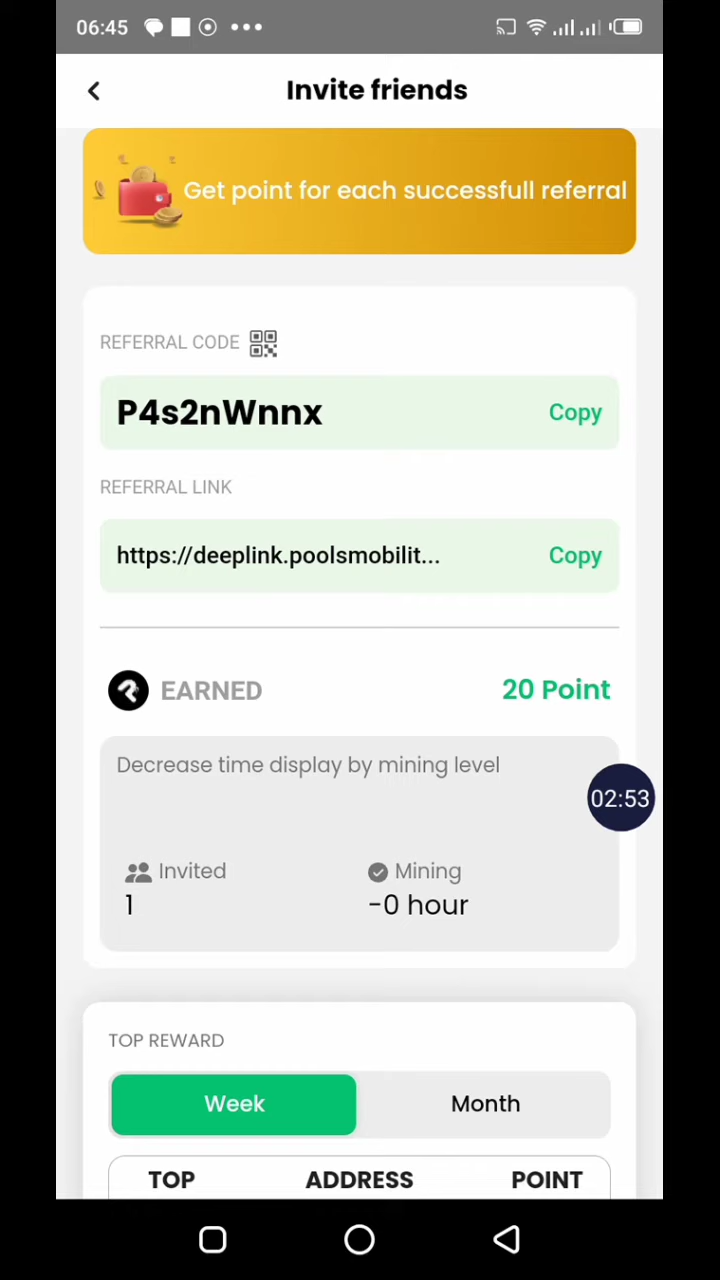 06:45
Invite friends
Get point for each successfull referral
REFERRAL CODE
P4s2nWnnx
Copy
REFERRAL LINK
https://deeplink.poolsmobilit...
Copy
EARNED
20 Point
Decrease time display by mining level
02:53
Invited
Mining
1
-0 hour
TOP REWARD
Week
Month
TOP
ADDRESS
POINT